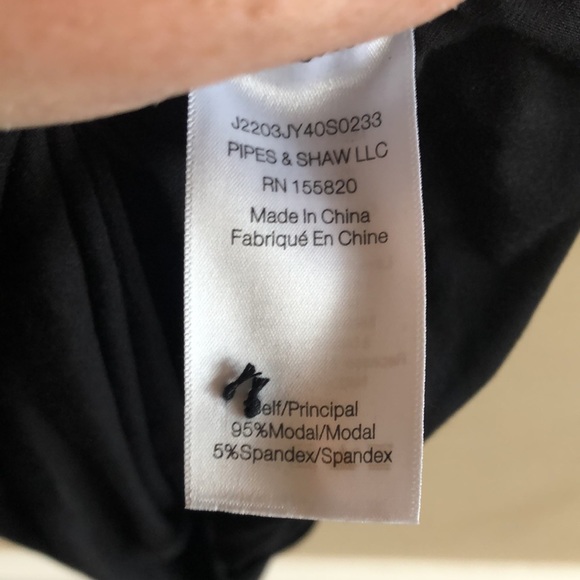 J2203JY40S0233
PIPES & SHAW LLC
RN 155820
Made In China
Fabriqué En Chine
Self/Principal
95%Modal/Modal
5%Spandex/Spandex